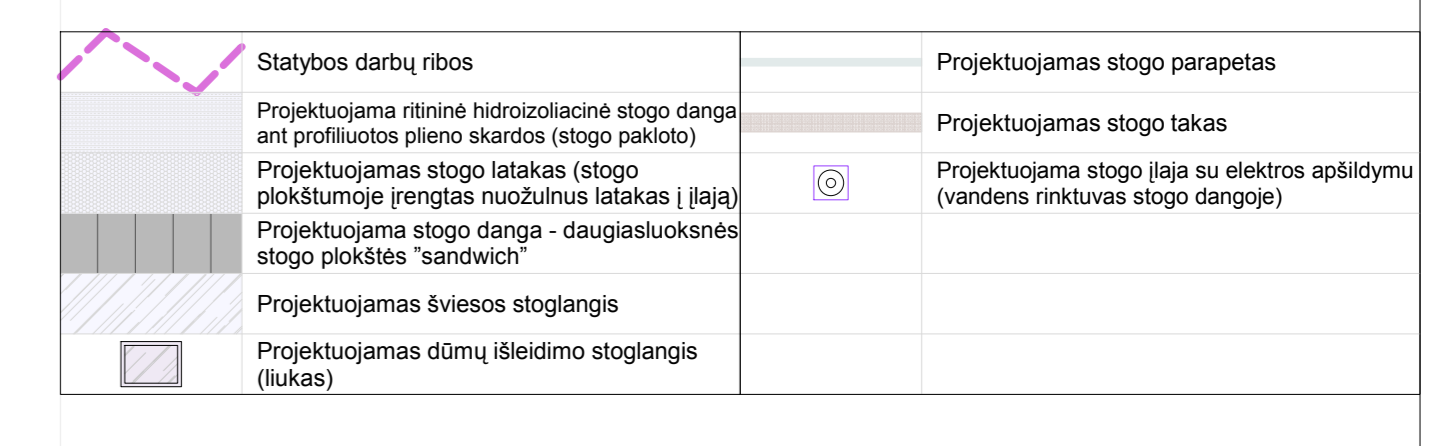 Statybos darbų ribos
Projektuojama ritininė hidroizoliacinė stogo danga
ant profiliuotos plieno skardos (stogo pakloto)
Projektuojamas stogo latakas (stogo
plokštumoje įrengtas nuožulnus latakas į įlają)
Projektuojama stogo danga - daugiasluoksnės
stogo plokštės ”sandwich”
Projektuojamas šviesos stoglangis
Projektuojamas dūmų išleidimo stoglangis
(liukas)
Projektuojamas stogo parapetas
Projektuojamas stogo takas
Projektuojama stogo įlaja su elektros apšildymu
(vandens rinktuvas stogo dangoje)